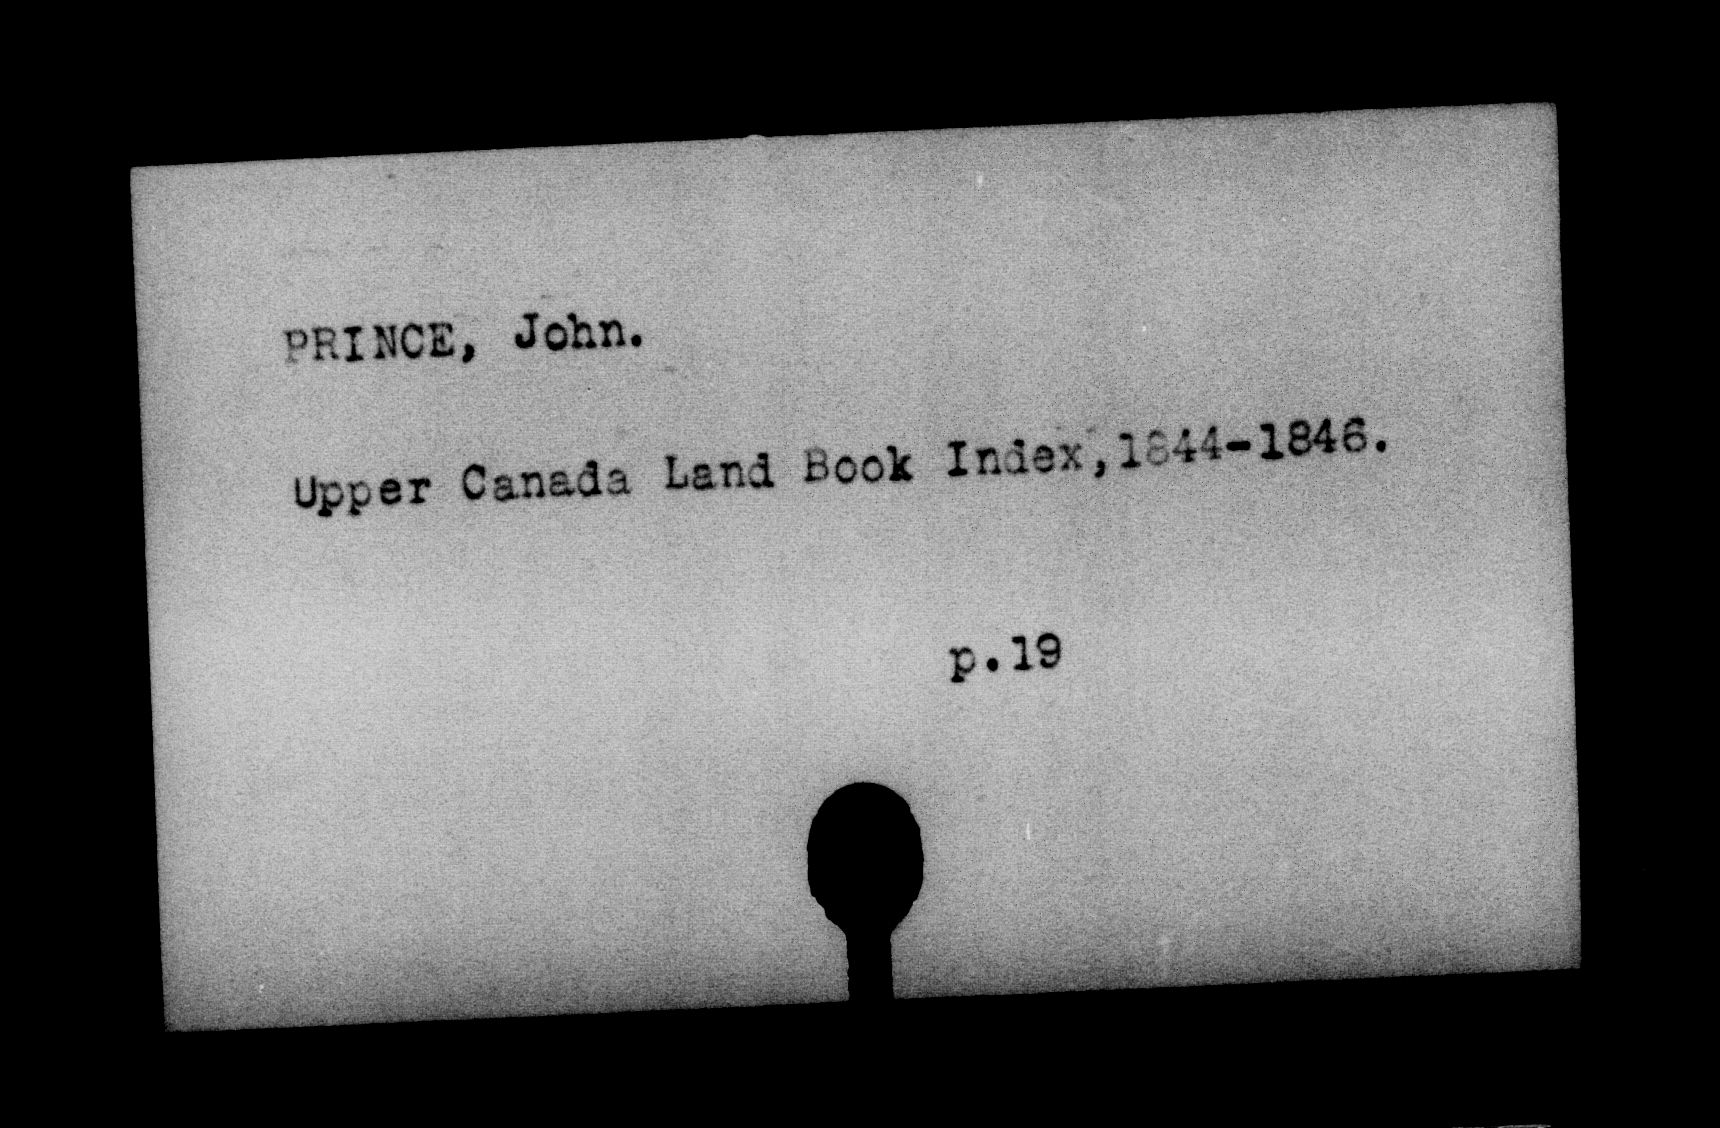 PRINCE, John.
Upper Canada Land Book Index,1844-1846.
p.19